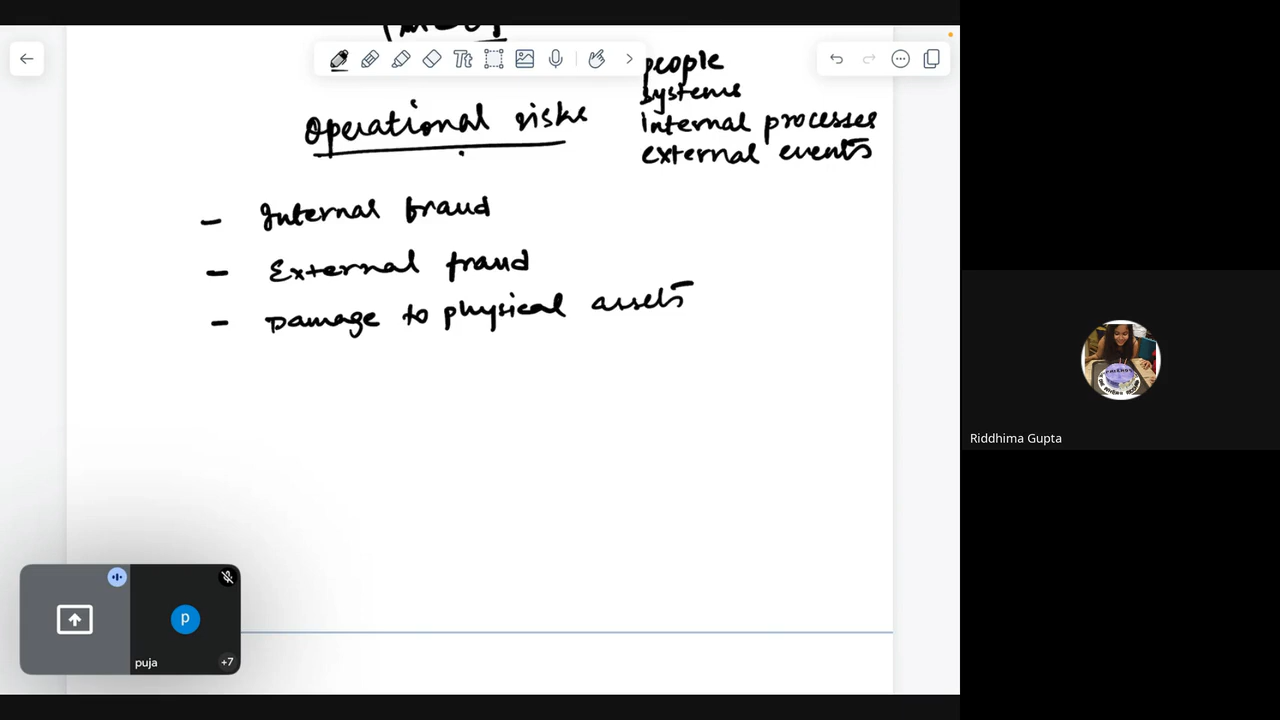 people
systems
Operational risks
internal processes
external events
- Internal fraud
- External fraud
- Damage to physical assets
Tt
Riddhima Gupta
p
puja
+7